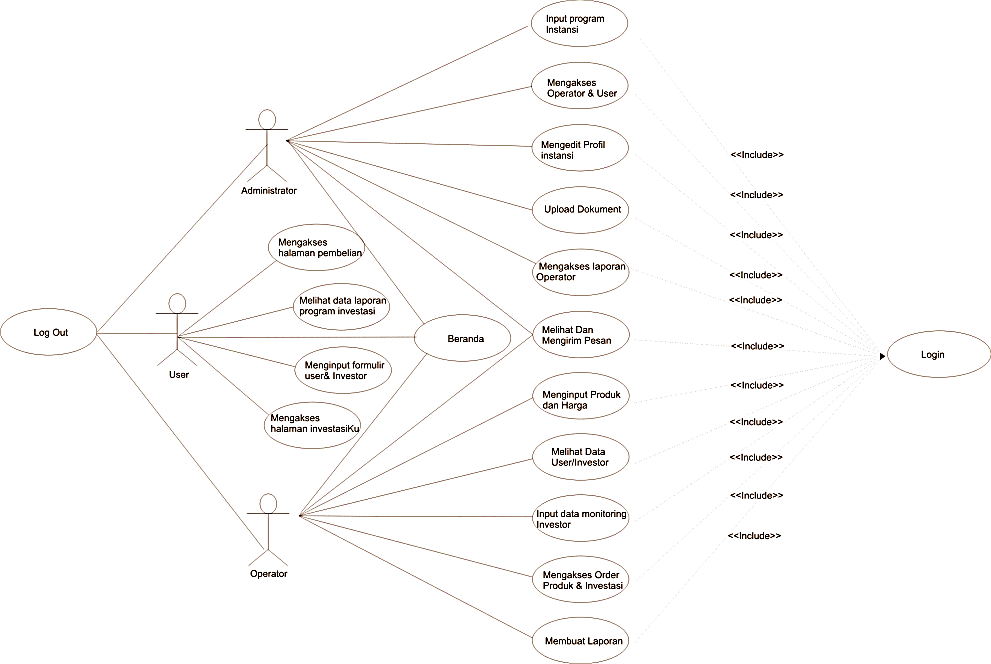 Input program
Instansi
Mengakses
Operator & User
Mengedit Profil
instansi
Upload Dokument
Mengakses laporan
Operator
Melihat Dan
Mengirim Pesan
Menginput Produk
dan Harga
Melihat Data
User/Investor
Input data monitoring
Investor
Mengakses Order
Produk & Investasi
Membuat Laporan
Administrator
Mengakses
halaman pembelian
Melihat data laporan
program investasi
Menginput formulir
user& Investor
Mengakses
halaman investasiKu
Log Out
User
Beranda
Operator
<<Include>>
<<Include>>
<<Include>>
<<Include>>
<<Include>>
<<Include>>
<<Include>>
<<Include>>
<<Include>>
<<Include>>
<<Include>>
Login